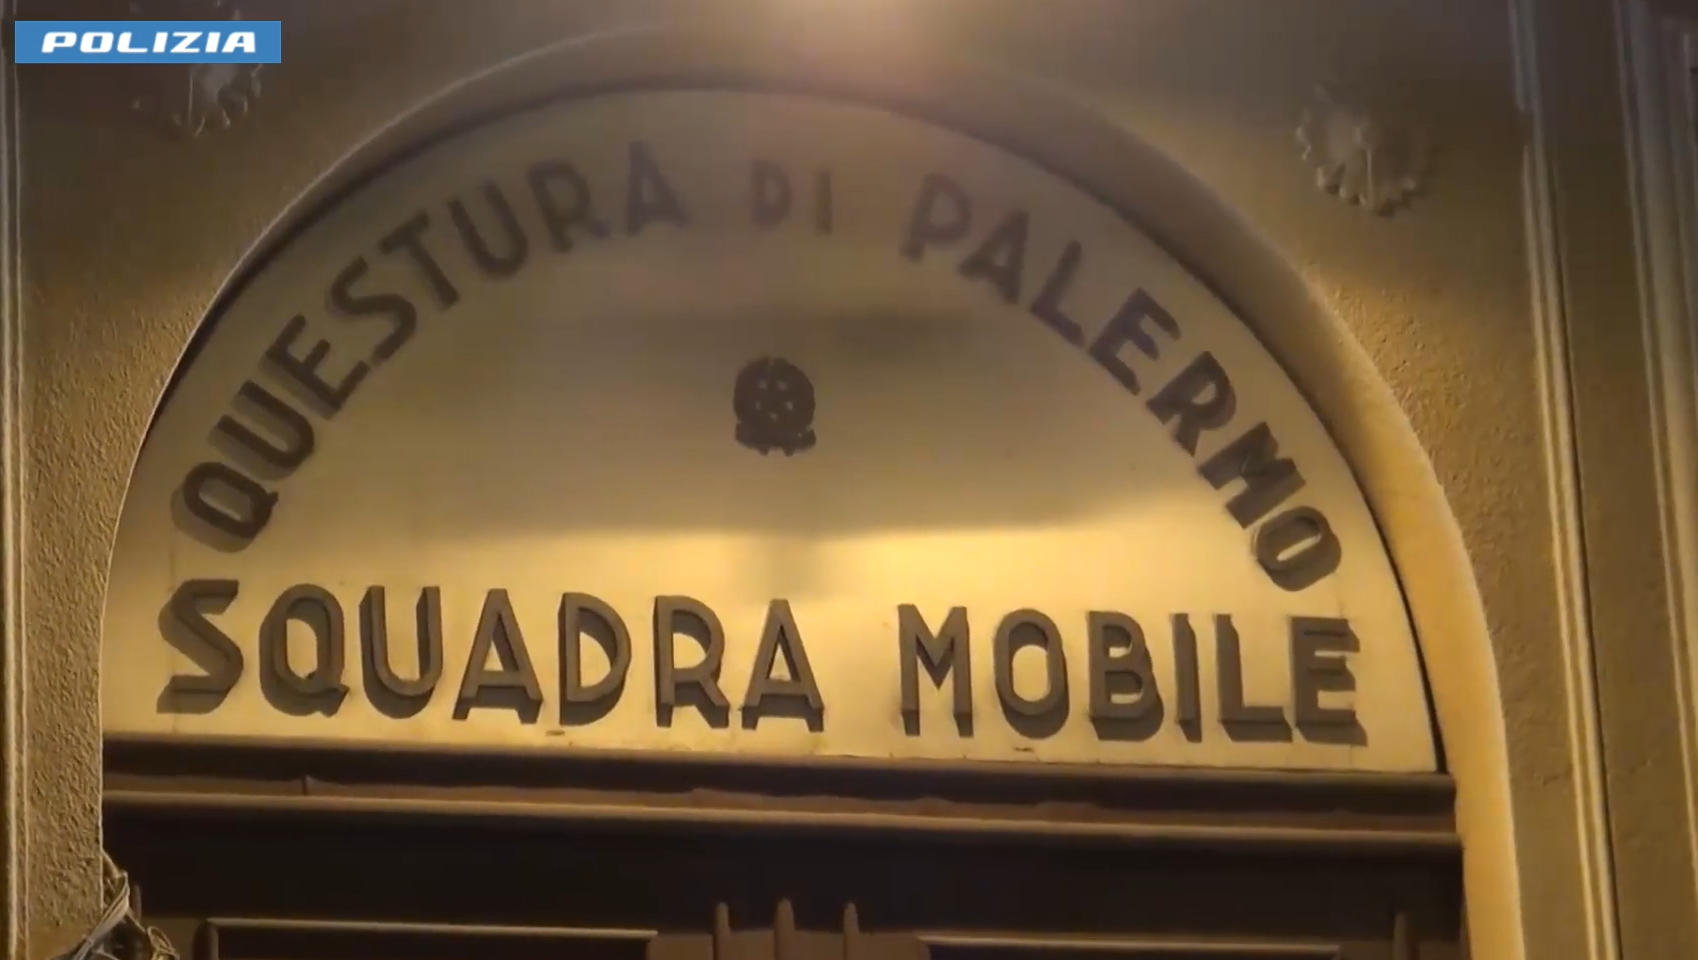 POLIZIA
QUESTURA DI PALERMO
SQUADRA MOBILE